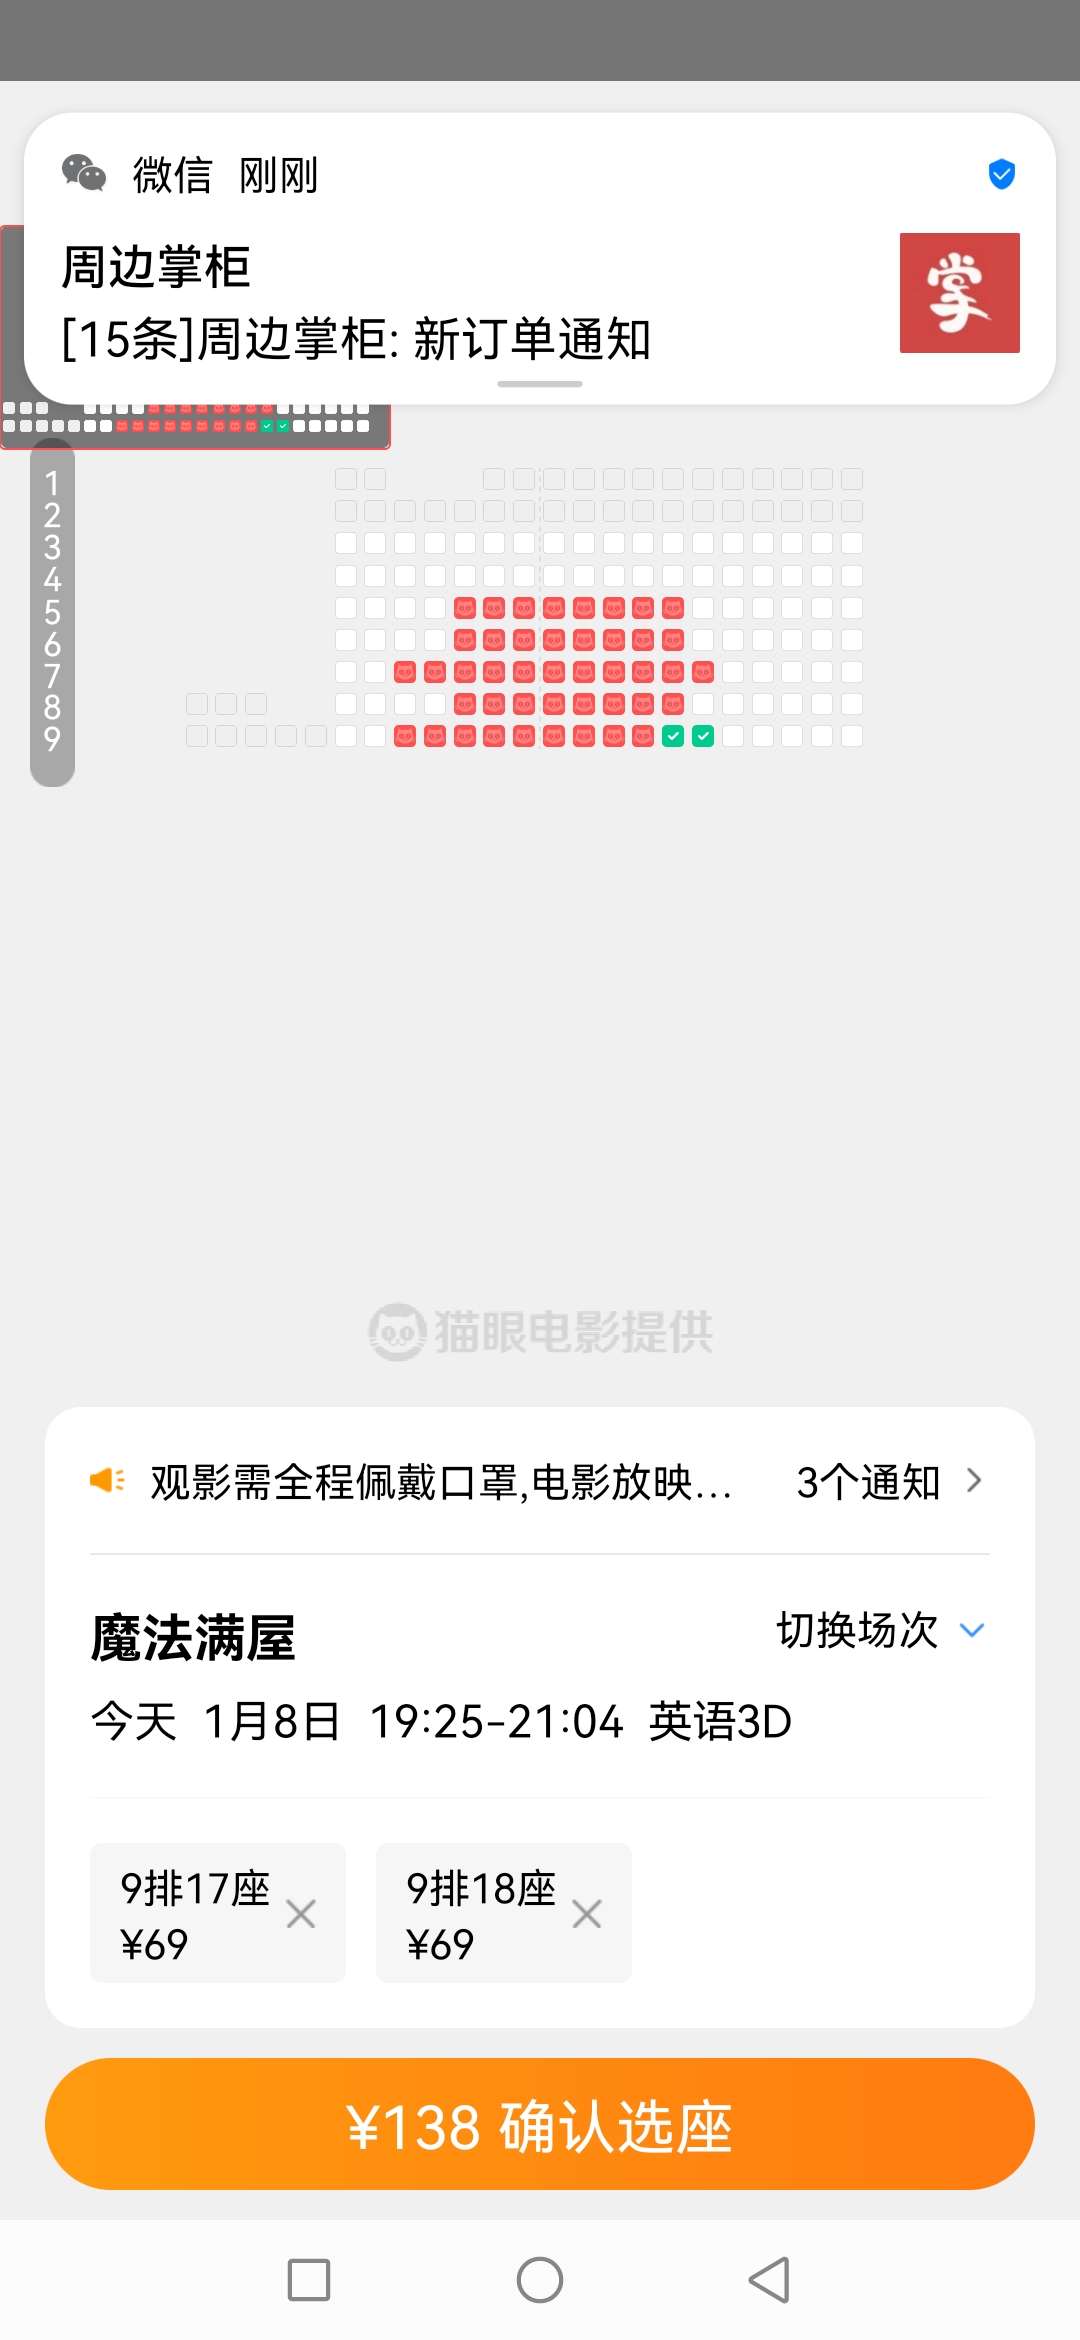 微信 刚刚
周边掌柜
[15条]周边掌柜: 新订单通知
掌
1
2
3
4
5
6
7
8
9
猫眼电影提供
观影需全程佩戴口罩,电影放映... 3个通知
魔法满屋 切换场次
今天 1月8日 19:25-21:04 英语3D
9排17座 9排18座
¥69 ¥69
¥138 确认选座